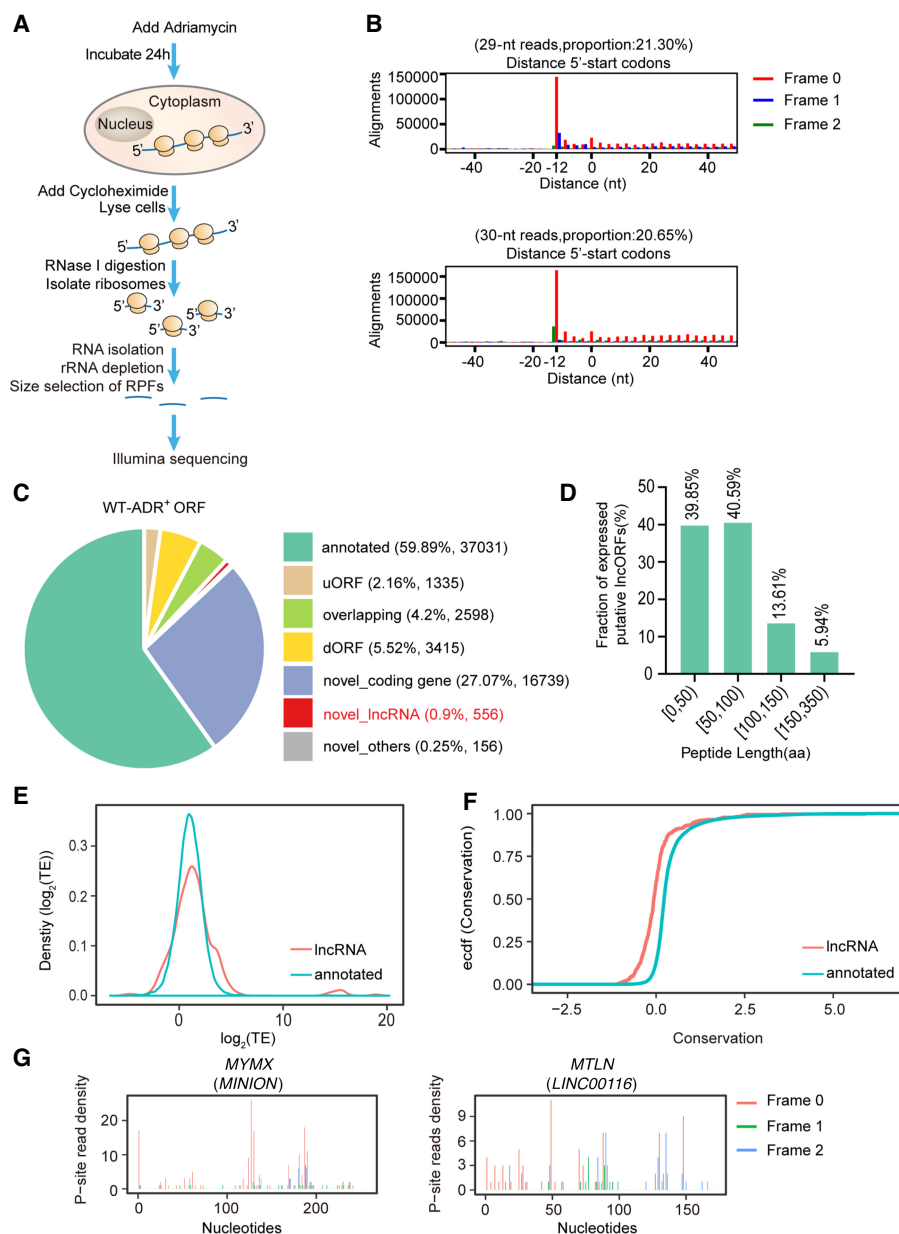 A
Add Adriamycin
Incubate 24h
Cytoplasm
Nucleus
5’
3’
Add Cycloheximide
Lyse cells
5’
3’
RNase I digestion
Isolate ribosomes
5’ 3’
5’ 3’
5’ 3’
RNA isolation
rRNA depletion
Size selection of RPFs
Illumina sequencing
B
(29-nt reads,proportion:21.30%)
Distance 5’-start codons
Alignments
150000
100000
50000
0
-40
-20
-12
0
20
40
Distance (nt)
Frame 0
Frame 1
Frame 2
(30-nt reads,proportion:20.65%)
Distance 5’-start codons
Alignments
150000
100000
50000
0
-40
-20
-12
0
20
40
Distance (nt)
C
WT-ADR+ ORF
annotated (59.89%, 37031)
uORF (2.16%, 1335)
overlapping (4.2%, 2598)
dORF (5.52%, 3415)
novel_coding gene (27.07%, 16739)
novel_lncRNA (0.9%, 556)
novel_others (0.25%, 156)
D
Fraction of expressed
putative lncORFs(%)
50
40
30
20
10
0
39.85%
40.59%
13.61%
5.94%
[0,50)
[50,100)
[100,150)
[150,350)
Peptide Length(aa)
E
Denstiy (log2(TE))
0.3
0.2
0.1
0.0
0
10
20
log2(TE)
lncRNA
annotated
F
ecdf (Conservation)
1.00
0.75
0.50
0.25
0.00
−2.5
0.0
2.5
5.0
Conservation
lncRNA
annotated
G
MYMX
(MINION)
P−site read density
20
10
0
0
100
200
Nucleotides
MTLN
(LINC00116)
P−site reads density
9
6
3
0
0
50
100
150
Nucleotides
Frame 0
Frame 1
Frame 2